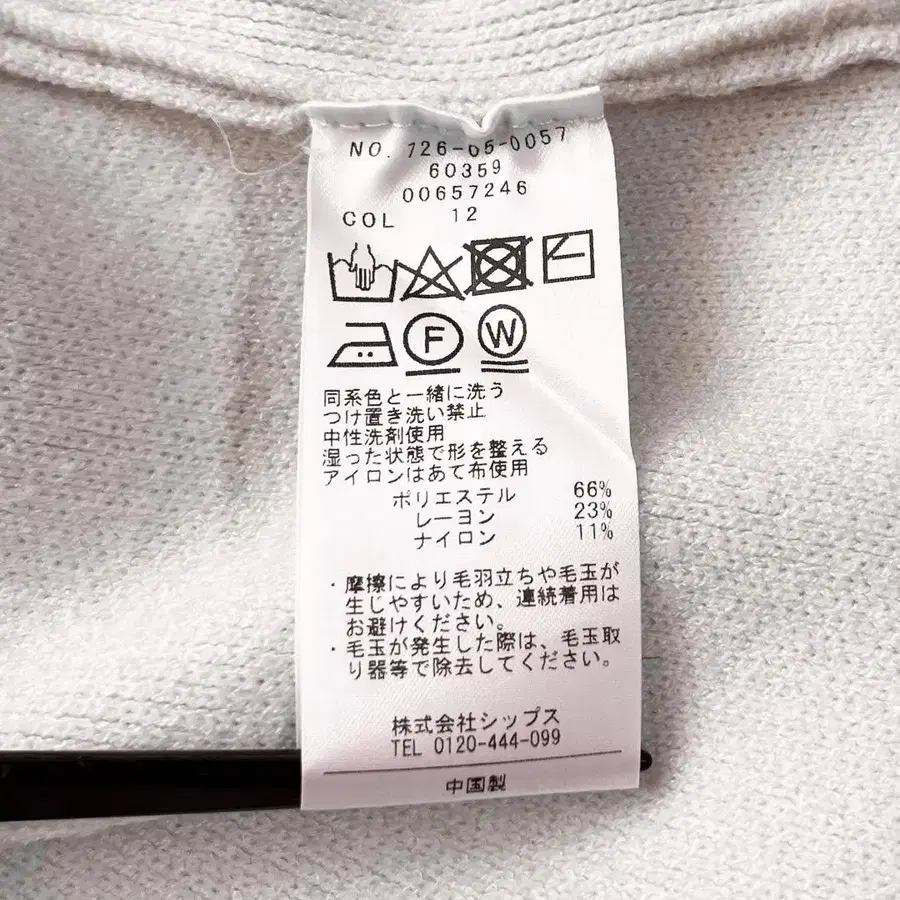 NO. 726-05-0057
60359
00657246
COL 12
F W
同系色と一緒に洗う
つけ置き洗い禁止
中性洗剤使用
湿った状態で形を整える
アイロンはあて布使用
ポリエステル 66%
レーヨン 23%
ナイロン 11%
・摩擦により毛羽立ちや毛玉が
生じやすいため、連続着用は
お避けください。
・毛玉が発生した際は、毛玉取
り器等で除去してください。
株式会社シップス
TEL 0120-444-099
中国製